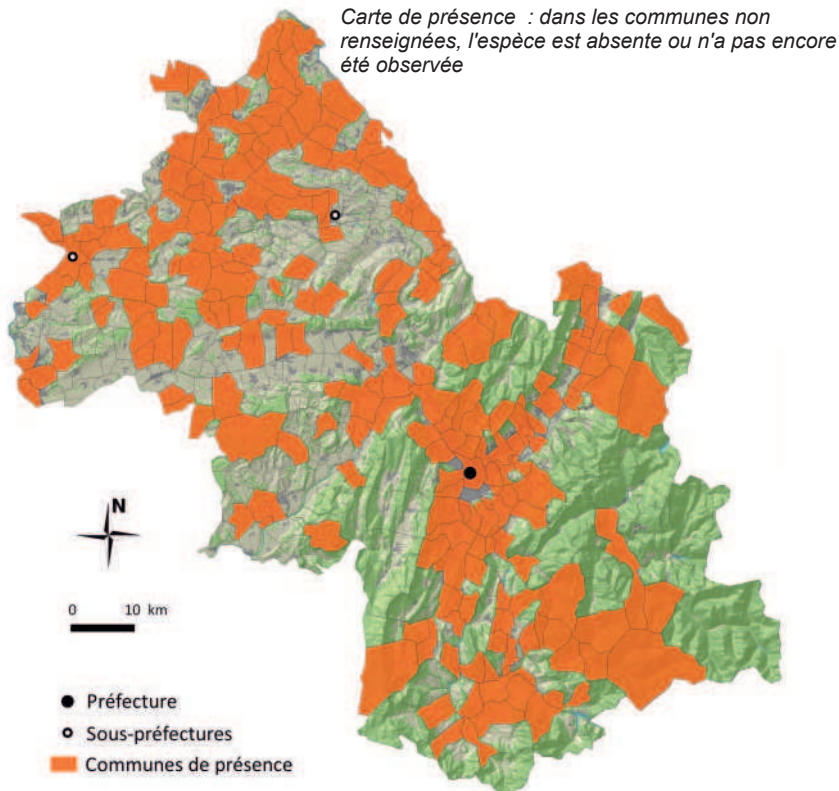 Carte de présence : dans les communes non
renseignées, l'espèce est absente ou n'a pas encore
été observée
N
0 10 km
Préfecture
Sous-préfectures
Communes de présence